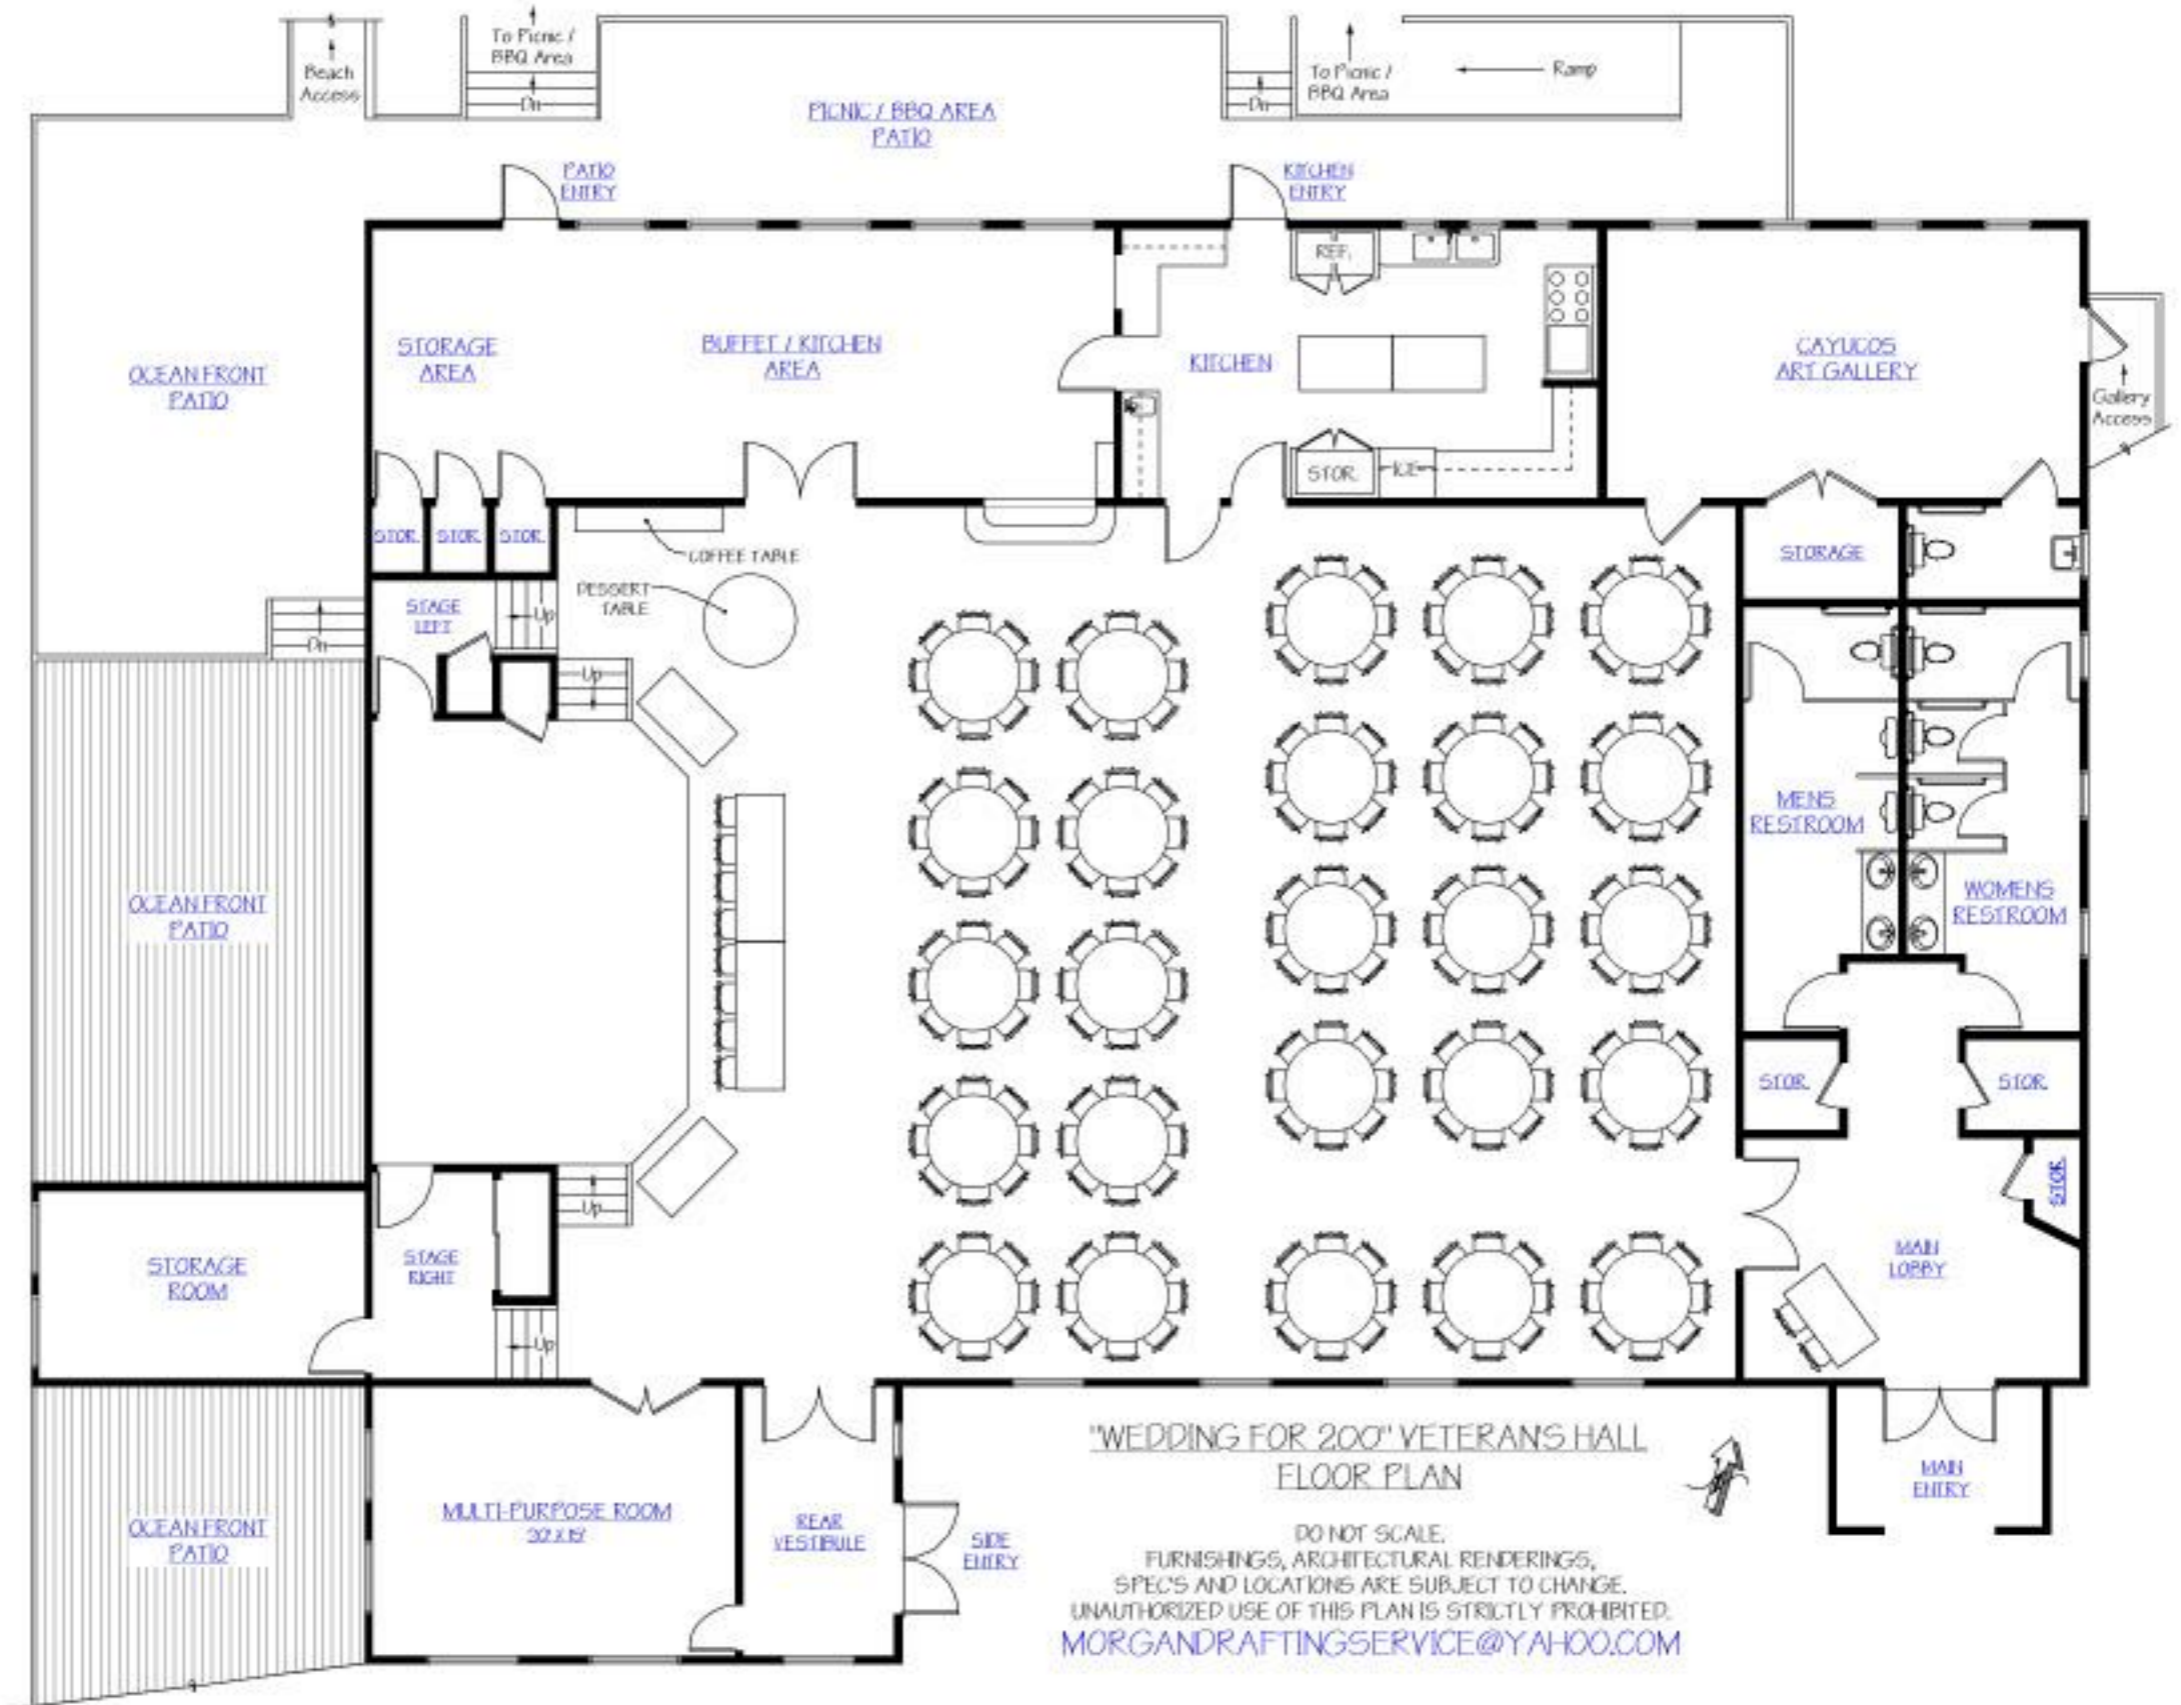 To Picnic /
BBQ Area
Dn
Beach
Access
To Picnic /
BBQ Area
Dn
Ramp
PICNIC / BBQ AREA
PATIO
PATIO
ENTRY
KITCHEN
ENTRY
REF.
STORAGE
AREA
BUFFET / KITCHEN
AREA
KITCHEN
CAYUCOS
ART GALLERY
OCEAN FRONT
PATIO
Gallery
Access
STOR.
ICE
STOR.
STOR.
STOR.
COFFEE TABLE
DESSERT
TABLE
STORAGE
STAGE
LEFT
Up
Dn
Up
MENS
RESTROOM
WOMENS
RESTROOM
OCEAN FRONT
PATIO
STOR.
STOR.
STOR.
Up
STAGE
RIGHT
STORAGE
ROOM
MAIN
LOBBY
Up
"WEDDING FOR 200" VETERAN'S HALL
FLOOR PLAN
MAIN
ENTRY
MULTI-PURPOSE ROOM
30' X 15'
REAR
VESTIBULE
SIDE
ENTRY
OCEAN FRONT
PATIO
DO NOT SCALE.
FURNISHINGS, ARCHITECTURAL RENDERINGS,
SPEC'S AND LOCATIONS ARE SUBJECT TO CHANGE.
UNAUTHORIZED USE OF THIS PLAN IS STRICTLY PROHIBITED.
MORGANDRAFTINGSERVICE@YAHOO.COM